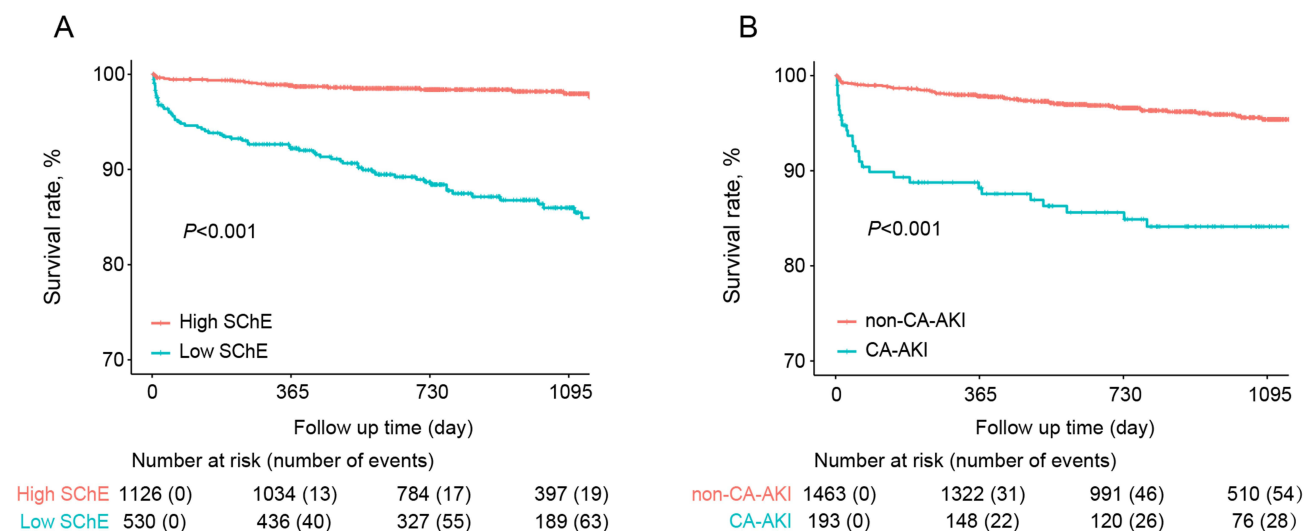 A
Survival rate, %
100
90
80
70
P<0.001
High SChE
Low SChE
0 365 730 1095
Follow up time (day)
Number at risk (number of events)
High SChE 1126 (0) 1034 (13) 784 (17) 397 (19)
Low SChE 530 (0) 436 (40) 327 (55) 189 (63)
B
Survival rate, %
100
90
80
70
P<0.001
non-CA-AKI
CA-AKI
0 365 730 1095
Follow up time (day)
Number at risk (number of events)
non-CA-AKI 1463 (0) 1322 (31) 991 (46) 510 (54)
CA-AKI 193 (0) 148 (22) 120 (26) 76 (28)